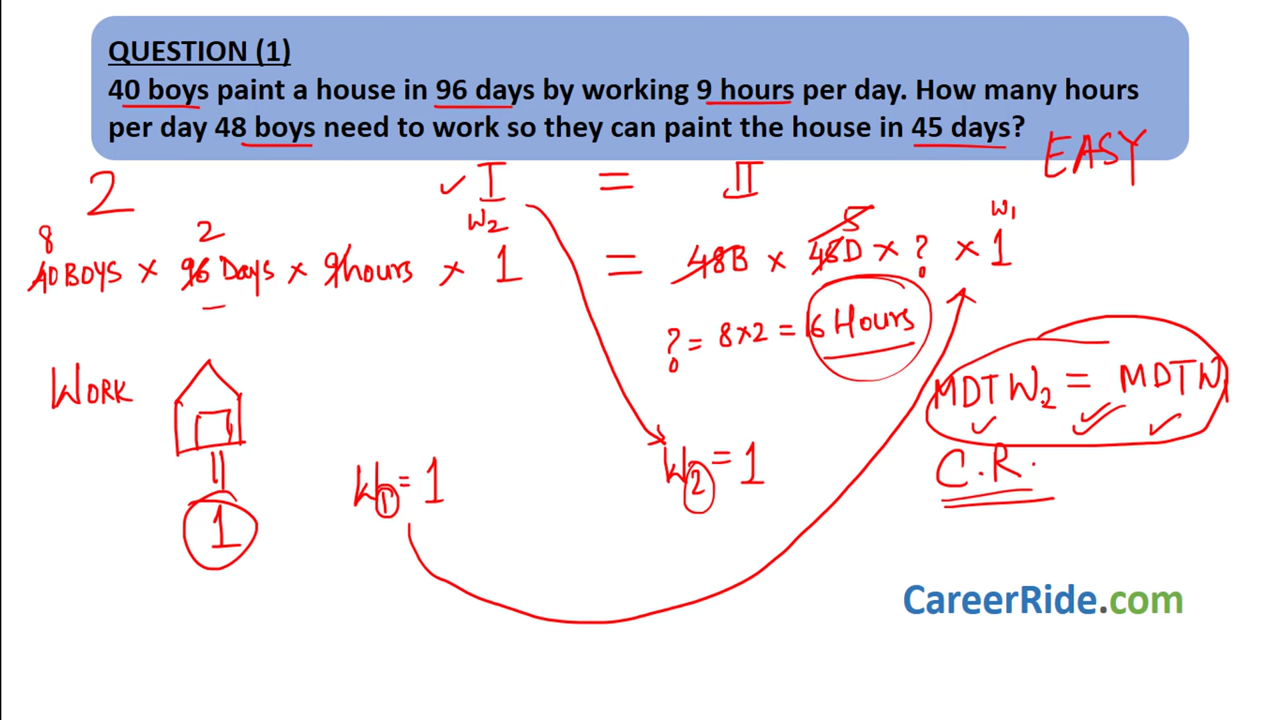 QUESTION (1)
40 boys paint a house in 96 days by working 9 hours per day. How many hours
per day 48 boys need to work so they can paint the house in 45 days?
EASY
2
✓ I = II
W2 W1
8 2 5
40 BOYS × 96 Days × 9hours × 1 = 48B × 45D × ? × 1
? = 8×2 = 16 Hours
WORK
MDTW2 = MDTW1
W1 = 1
W2 = 1
C.R.
1
CareerRide.com